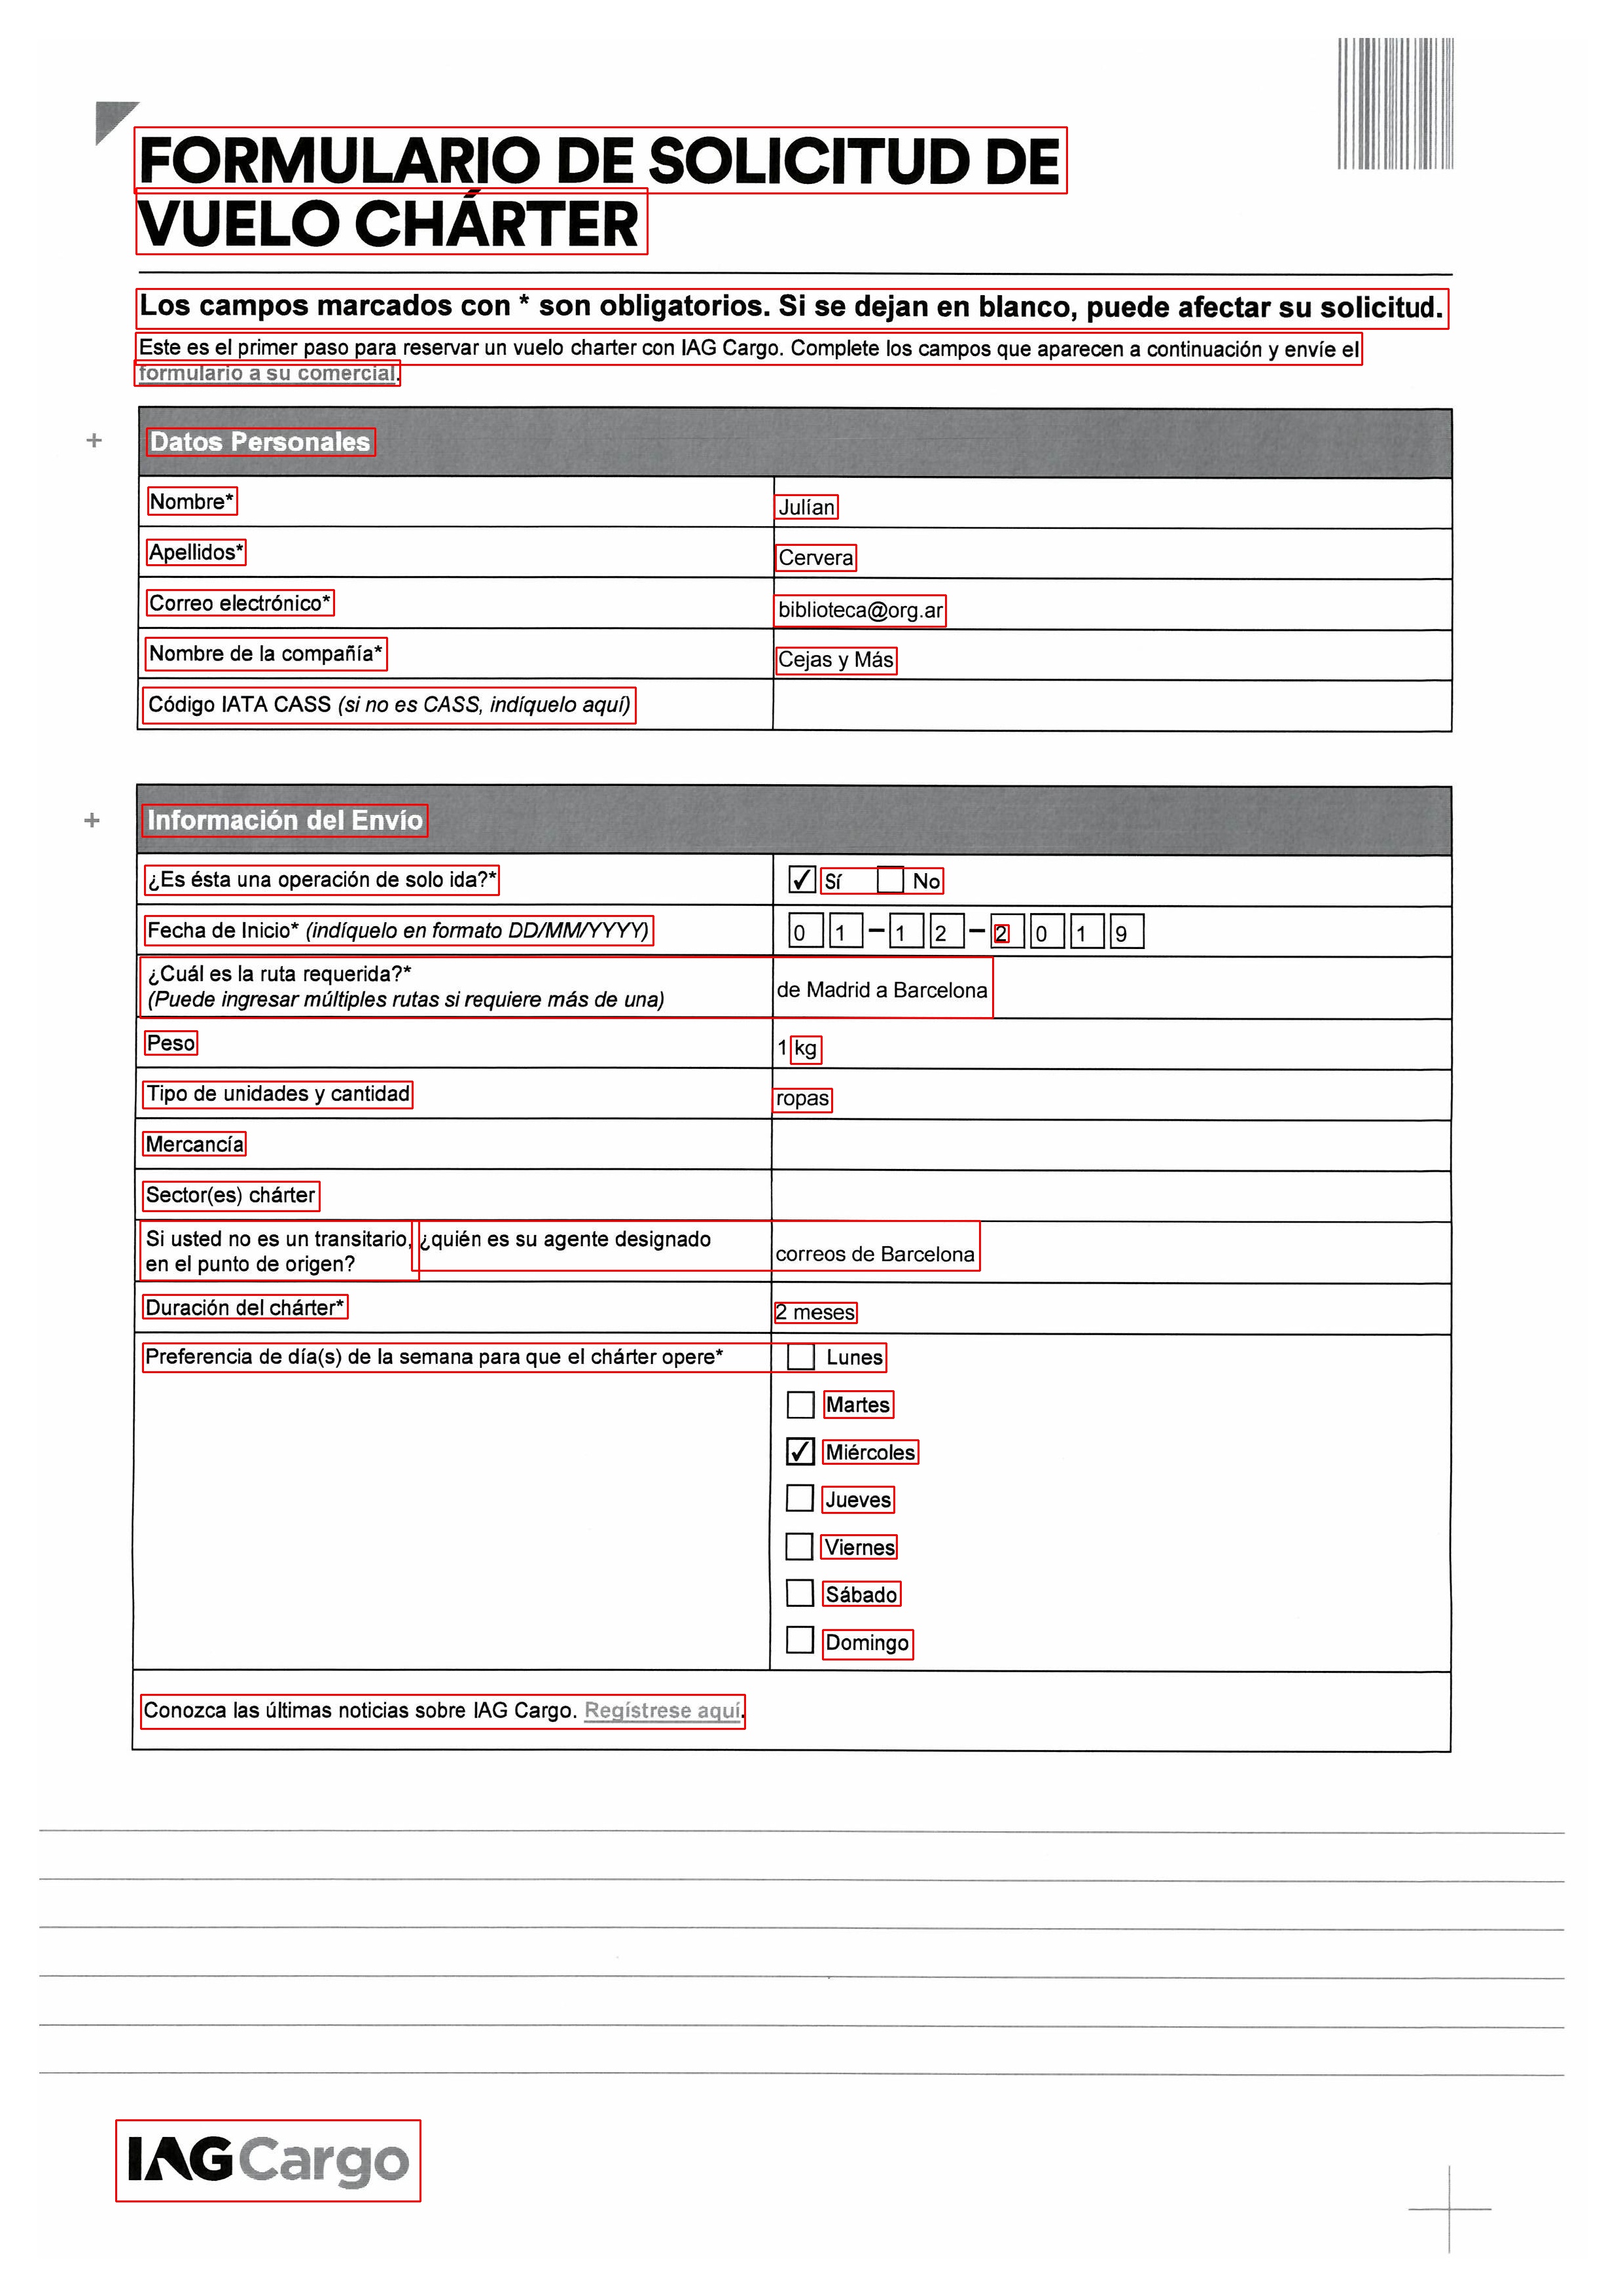 FORMULARIO DE SOLICITUD DE
VUELO CHÁRTER
Los campos marcados con * son obligatorios. Si se dejan en blanco, puede afectar su solicitud.
Este es el primer paso para reservar un vuelo charter con IAG Cargo. Complete los campos que aparecen a continuación y envíe el
formulario a su comercial.
Datos Personales
Nombre* Julían
Apellidos* Cervera
Correo electrónico* biblioteca@org.ar
Nombre de la compañía* Cejas y Más
Código IATA CASS (si no es CASS, indíquelo aquí)
Información del Envío
¿Es ésta una operación de solo ida?* ✓ Sí No
Fecha de Inicio* (indíquelo en formato DD/MM/YYYY) 01-12-2019
¿Cuál es la ruta requerida?*
(Puede ingresar múltiples rutas si requiere más de una) de Madrid a Barcelona
Peso 1 kg
Tipo de unidades y cantidad ropas
Mercancía
Sector(es) chárter
Si usted no es un transitario, ¿quién es su agente designado
en el punto de origen? correos de Barcelona
Duración del chárter* 2 meses
Preferencia de día(s) de la semana para que el chárter opere* Lunes
Martes
✓ Miércoles
Jueves
Viernes
Sábado
Domingo
Conozca las últimas noticias sobre IAG Cargo. Regístrese aquí.
IAG Cargo